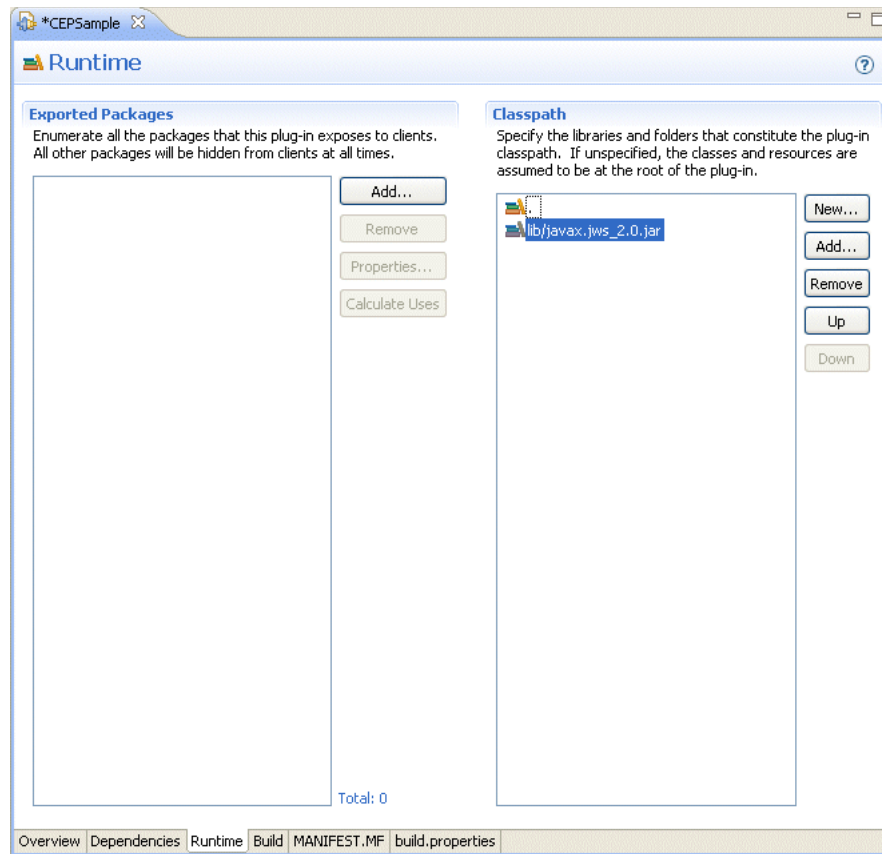 *CEPSample
Runtime
Exported Packages
Enumerate all the packages that this plug-in exposes to clients.
All other packages will be hidden from clients at all times.
Add...
Remove
Properties...
Calculate Uses
Total: 0
Classpath
Specify the libraries and folders that constitute the plug-in
classpath. If unspecified, the classes and resources are
assumed to be at the root of the plug-in.
.
lib/javax.jws_2.0.jar
New...
Add...
Remove
Up
Down
Overview Dependencies Runtime Build MANIFEST.MF build.properties